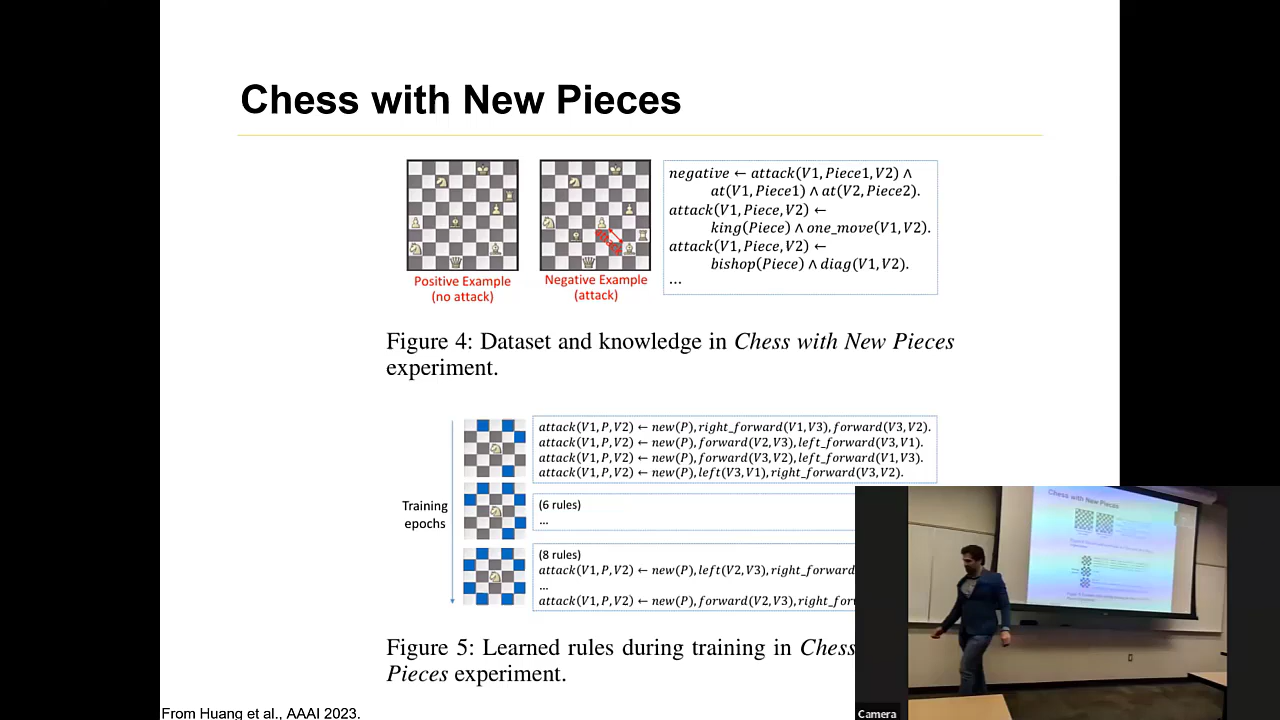 Chess with New Pieces
negative ← attack(V1, Piece1, V2) ∧
at(V1, Piece1) ∧ at(V2, Piece2).
attack(V1, Piece, V2) ←
king(Piece) ∧ one_move(V1, V2).
attack(V1, Piece, V2) ←
bishop(Piece) ∧ diag(V1, V2).
...
attack
Positive Example
(no attack)
Negative Example
(attack)
Figure 4: Dataset and knowledge in Chess with New Pieces
experiment.
Training
epochs
attack(V1, P, V2) ← new(P), right_forward(V1, V3), forward(V3, V2).
attack(V1, P, V2) ← new(P), forward(V2, V3), left_forward(V3, V1).
attack(V1, P, V2) ← new(P), forward(V3, V2), left_forward(V1, V3).
attack(V1, P, V2) ← new(P), left(V3, V1), right_forward(V3, V2).
(6 rules)
...
(8 rules)
attack(V1, P, V2) ← new(P), left(V2, V3), right_forward
...
attack(V1, P, V2) ← new(P), forward(V2, V3), right_for
Figure 5: Learned rules during training in Chess
Pieces experiment.
From Huang et al., AAAI 2023.
Chess with New Pieces
Camera